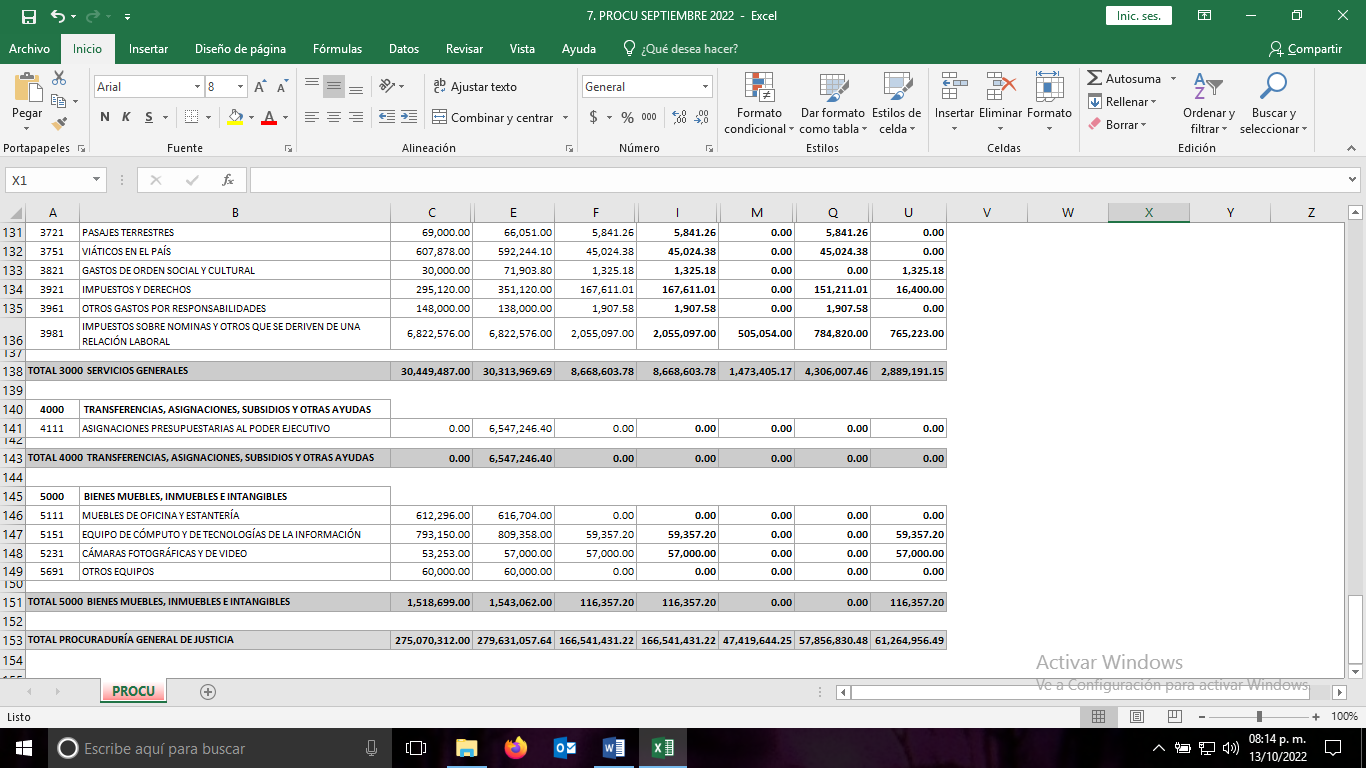 7. PROCU SEPTIEMBRE 2022 - Excel
Inic. ses.
Archivo Inicio Insertar Diseño de página Fórmulas Datos Revisar Vista Ayuda ¿Qué desea hacer? Compartir
Pegar
Arial 8
N K S
Ajustar texto
Combinar y centrar
General
$ % 000
Formato condicional
Dar formato como tabla
Estilos de celda
Insertar Eliminar Formato
Autosuma
Rellenar
Borrar
Ordenar y filtrar
Buscar y seleccionar
Portapapeles Fuente Alineación Número Estilos Celdas Edición
X1 fx
A B C E F I M Q U V W X Y Z
131 3721 PASAJES TERRESTRES 69,000.00 66,051.00 5,841.26 5,841.26 0.00 5,841.26 0.00
132 3751 VIÁTICOS EN EL PAÍS 607,878.00 592,244.10 45,024.38 45,024.38 0.00 45,024.38 0.00
133 3821 GASTOS DE ORDEN SOCIAL Y CULTURAL 30,000.00 71,903.80 1,325.18 1,325.18 0.00 0.00 1,325.18
134 3921 IMPUESTOS Y DERECHOS 295,120.00 351,120.00 167,611.01 167,611.01 0.00 151,211.01 16,400.00
135 3961 OTROS GASTOS POR RESPONSABILIDADES 148,000.00 138,000.00 1,907.58 1,907.58 0.00 1,907.58 0.00
136 3981 IMPUESTOS SOBRE NOMINAS Y OTROS QUE SE DERIVEN DE UNA RELACIÓN LABORAL 6,822,576.00 6,822,576.00 2,055,097.00 2,055,097.00 505,054.00 784,820.00 765,223.00
137
138 TOTAL 3000 SERVICIOS GENERALES 30,449,487.00 30,313,969.69 8,668,603.78 8,668,603.78 1,473,405.17 4,306,007.46 2,889,191.15
139
140 4000 TRANSFERENCIAS, ASIGNACIONES, SUBSIDIOS Y OTRAS AYUDAS
141 4111 ASIGNACIONES PRESUPUESTARIAS AL PODER EJECUTIVO 0.00 6,547,246.40 0.00 0.00 0.00 0.00 0.00
142
143 TOTAL 4000 TRANSFERENCIAS, ASIGNACIONES, SUBSIDIOS Y OTRAS AYUDAS 0.00 6,547,246.40 0.00 0.00 0.00 0.00 0.00
144
145 5000 BIENES MUEBLES, INMUEBLES E INTANGIBLES
146 5111 MUEBLES DE OFICINA Y ESTANTERÍA 612,296.00 616,704.00 0.00 0.00 0.00 0.00 0.00
147 5151 EQUIPO DE CÓMPUTO Y DE TECNOLOGÍAS DE LA INFORMACIÓN 793,150.00 809,358.00 59,357.20 59,357.20 0.00 0.00 59,357.20
148 5231 CÁMARAS FOTOGRÁFICAS Y DE VIDEO 53,253.00 57,000.00 57,000.00 57,000.00 0.00 0.00 57,000.00
149 5691 OTROS EQUIPOS 60,000.00 60,000.00 0.00 0.00 0.00 0.00 0.00
150
151 TOTAL 5000 BIENES MUEBLES, INMUEBLES E INTANGIBLES 1,518,699.00 1,543,062.00 116,357.20 116,357.20 0.00 0.00 116,357.20
152
153 TOTAL PROCURADURÍA GENERAL DE JUSTICIA 275,070,312.00 279,631,057.64 166,541,431.22 166,541,431.22 47,419,644.25 57,856,830.48 61,264,956.49
154
Activar Windows
Ve a Configuración para activar Windows.
PROCU
Listo 100%
Escribe aquí para buscar
08:14 p. m.
13/10/2022